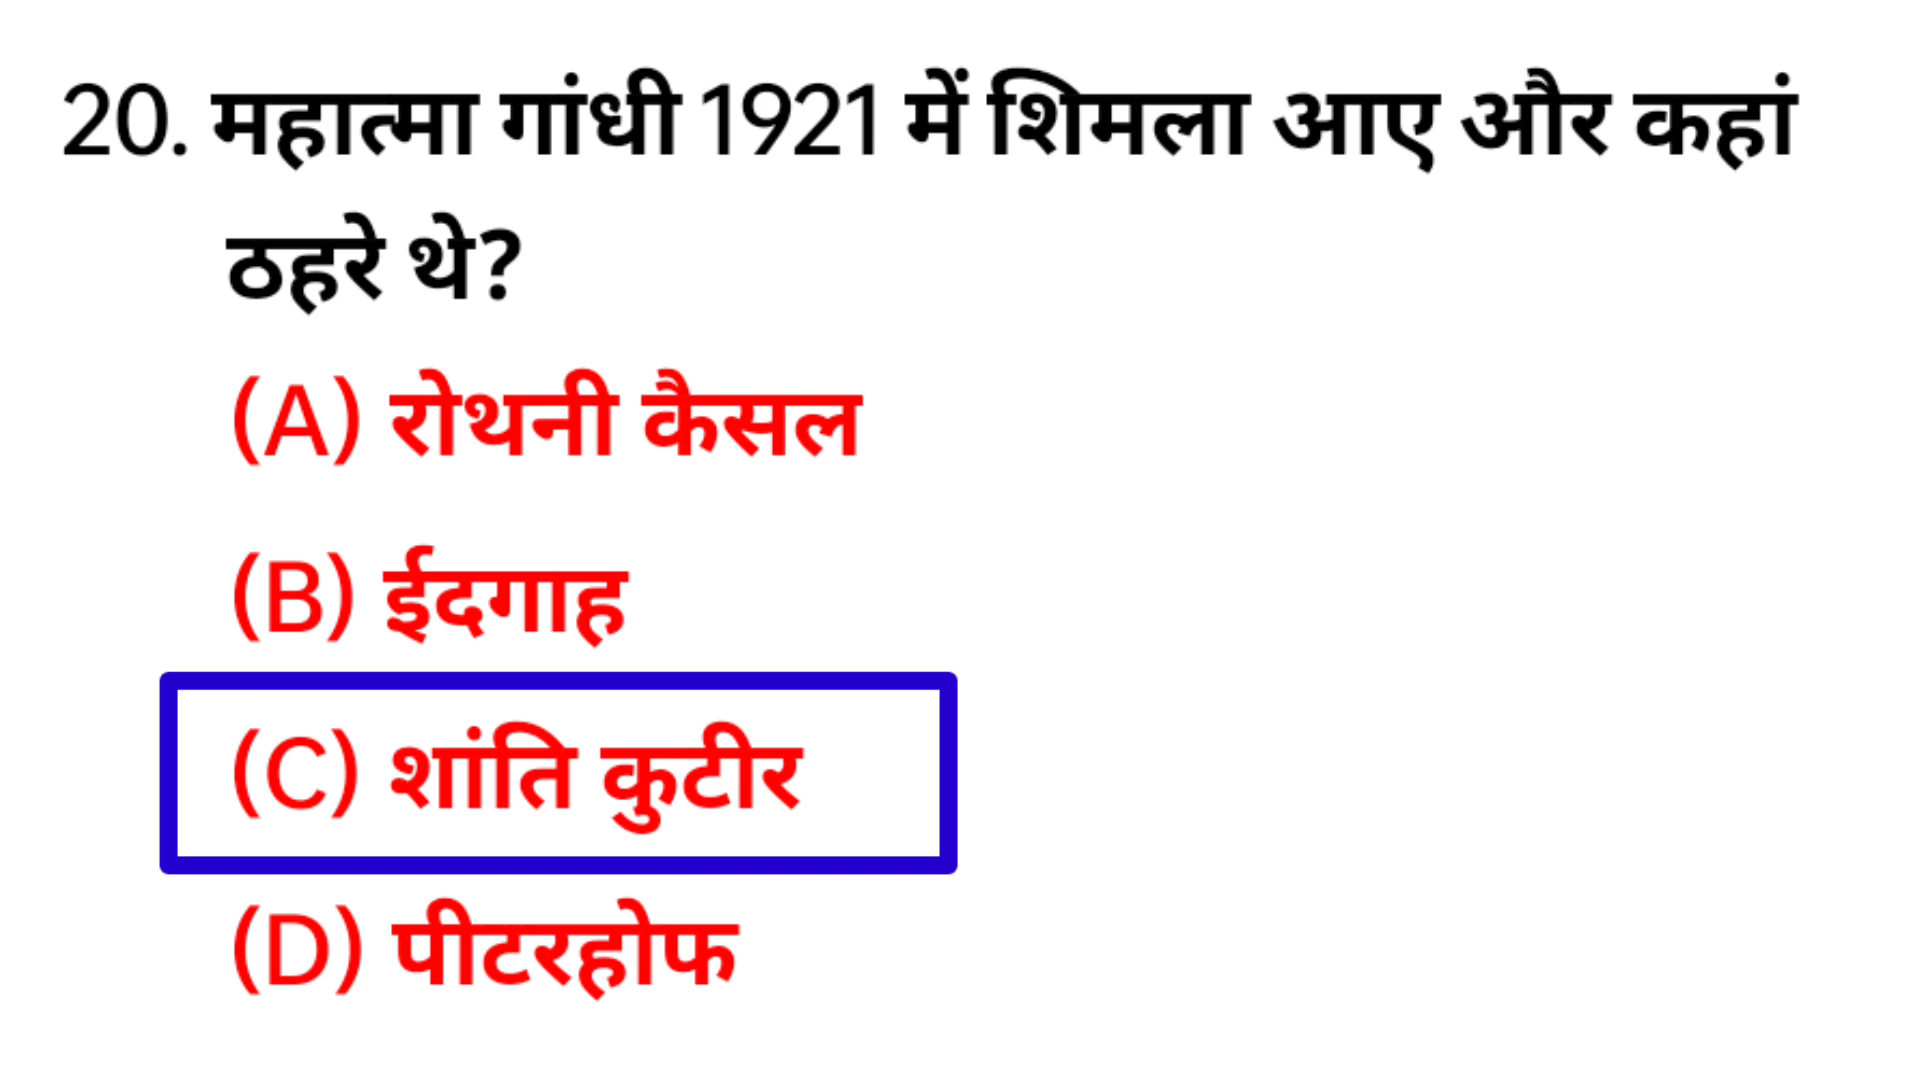 20. महात्मा गांधी 1921 में शिमला आए और कहां
ठहरे थे?
(A) रोथनी कैसल
(B) ईदगाह
(C) शांति कुटीर
(D) पीटरहोफ